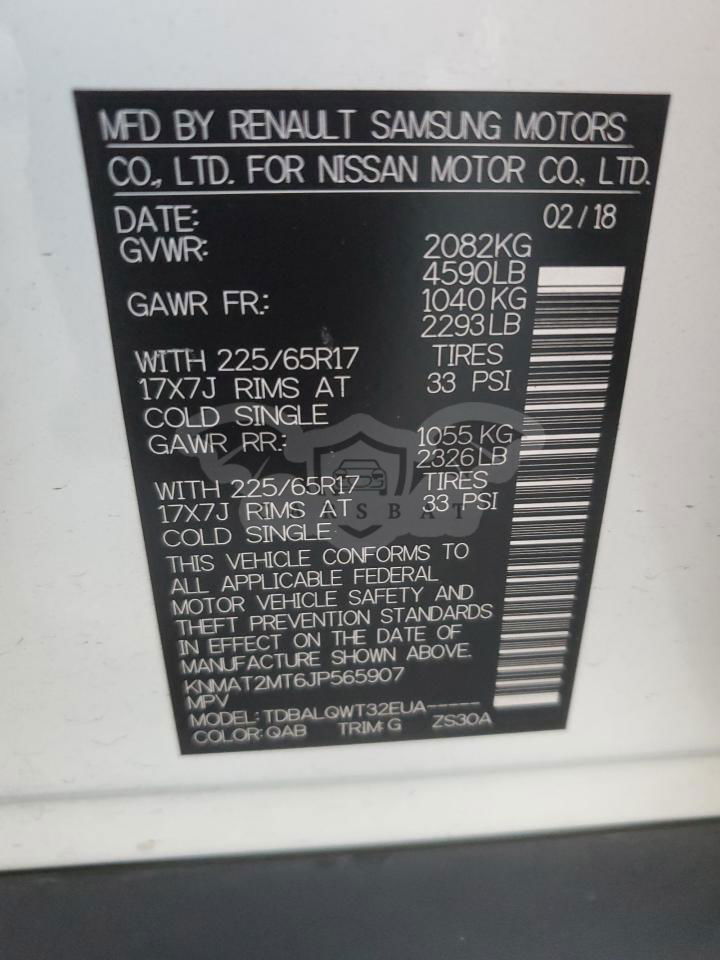 MFD BY RENAULT SAMSUNG MOTORS
CO., LTD. FOR NISSAN MOTOR CO., LTD.
DATE: 02/18
GVWR: 2082KG
4590LB
GAWR FR.: 1040KG
2293LB
WITH 225/65R17 TIRES
17X7J RIMS AT 33 PSI
COLD SINGLE
GAWR RR.: 1055KG
2326LB
WITH 225/65R17 TIRES
17X7J RIMS AT 33 PSI
COLD SINGLE
SASBAT
THIS VEHICLE CONFORMS TO
ALL APPLICABLE FEDERAL
MOTOR VEHICLE SAFETY AND
THEFT PREVENTION STANDARDS
IN EFFECT ON THE DATE OF
MANUFACTURE SHOWN ABOVE.
KNMAT2MT6JP565907
MPV
MODEL: TDBALQWT32EUA-----
COLOR: QAB TRIM: G ZS30A